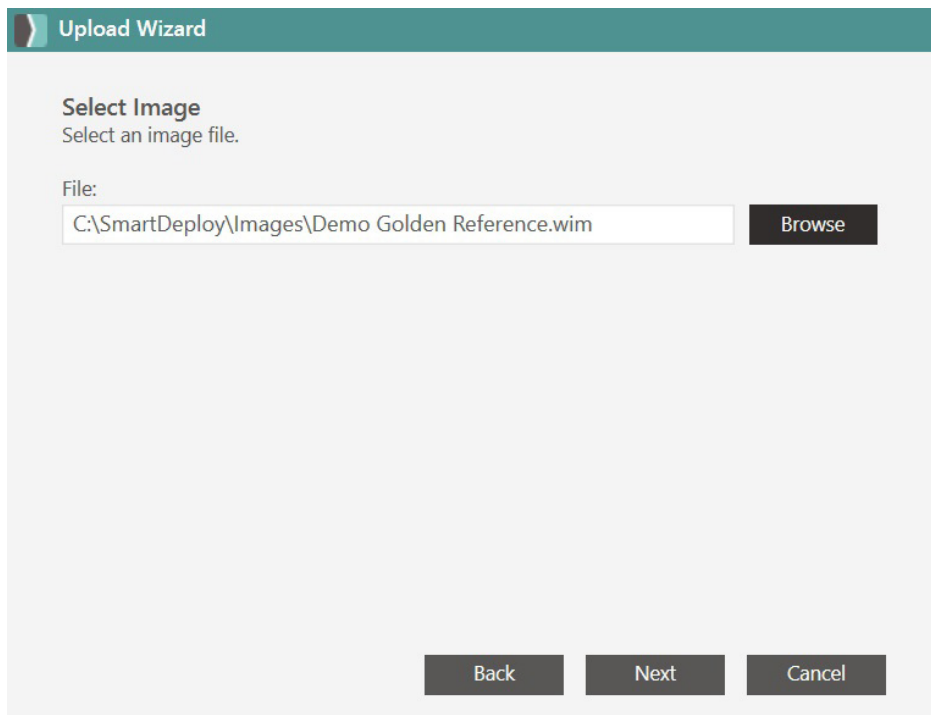 Upload Wizard
Select Image
Select an image file.
File:
C:\SmartDeploy\Images\Demo Golden Reference.wim
Browse
Back
Next
Cancel